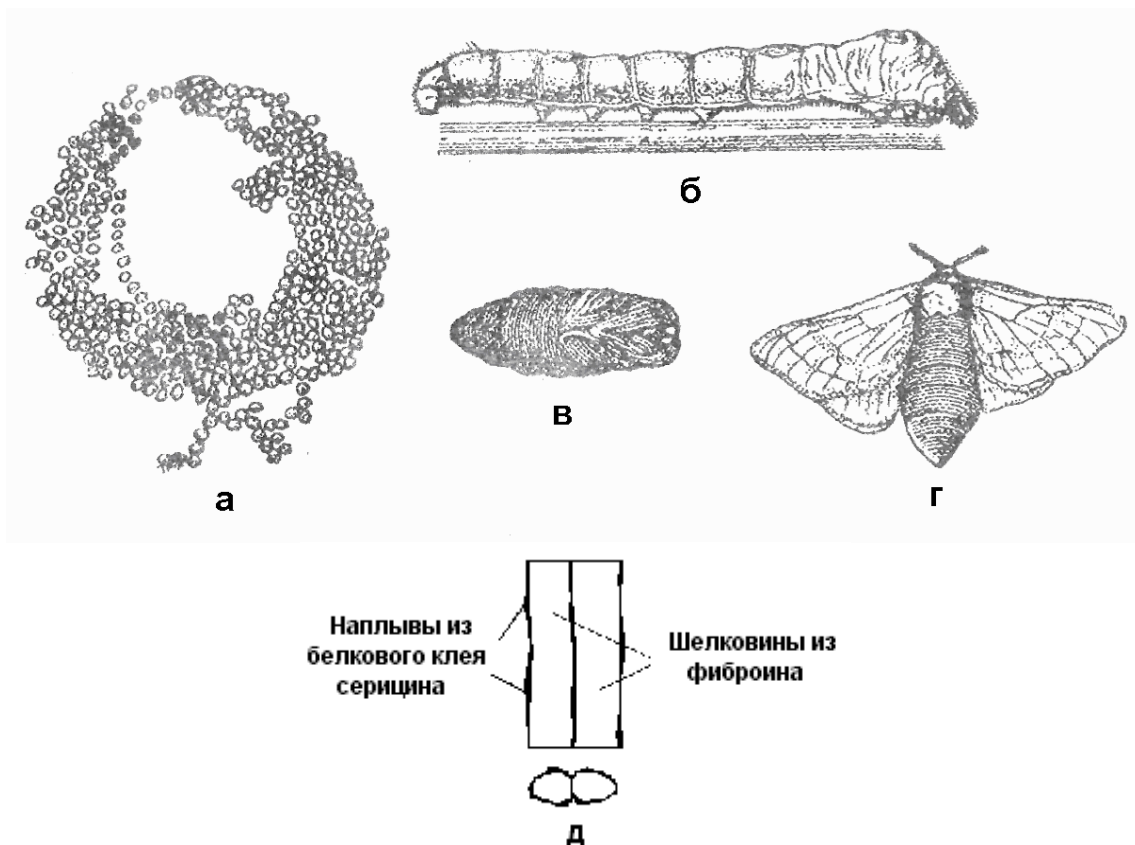 б
а
в
г
Наплывы из
белкового клея
серицина
Шелковины из
фиброина
д